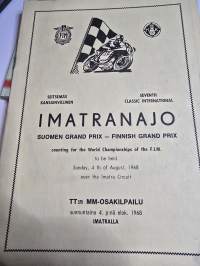 SEITSEMÄS
KANSAINVÄLINEN
SEVENTH
CLASSIC INTERNATIONAL
IMATRANAJO
SUOMEN GRAND PRIX — FINNISH GRAND PRIX
counting for the World Championships of the F.I.M.
to be held
Sunday, 4 th of August, 1968
over the Imatra Circuit
TT:n MM-OSAKILPAILU
sunnuntaina 4. p:nä elok. 1968
IMATRALLA